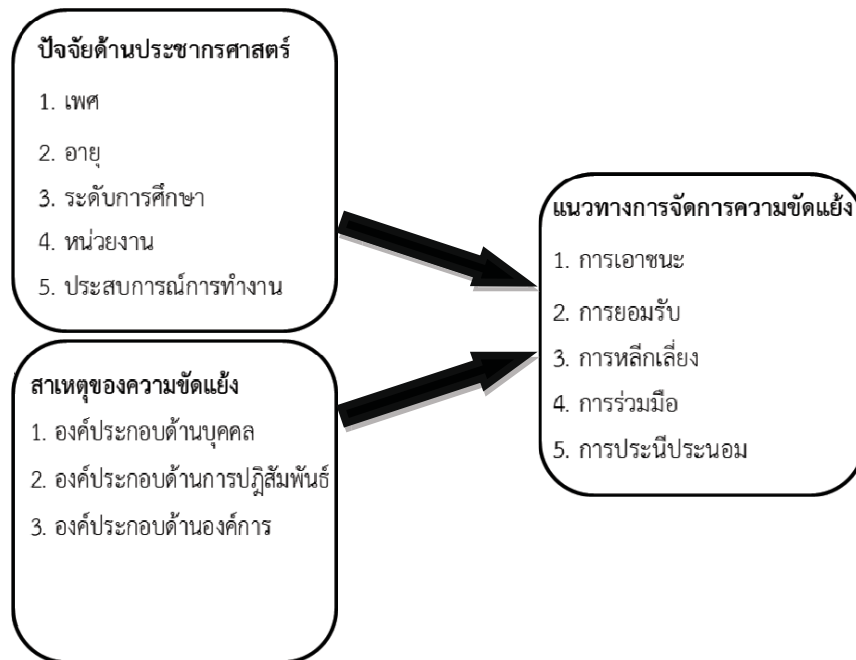 ปัจจัยด้านประชากรศาสตร์
1. เพศ
2. อายุ
3. ระดับการศึกษา
4. หน่วยงาน
5. ประสบการณ์การทำงาน
สาเหตุของความขัดแย้ง
1. องค์ประกอบด้านบุคคล
2. องค์ประกอบด้านการปฎิสัมพันธ์
3. องค์ประกอบด้านองค์การ
แนวทางการจัดการความขัดแย้ง
1. การเอาชนะ
2. การยอมรับ
3. การหลีกเลี่ยง
4. การร่วมมือ
5. การประนีประนอม